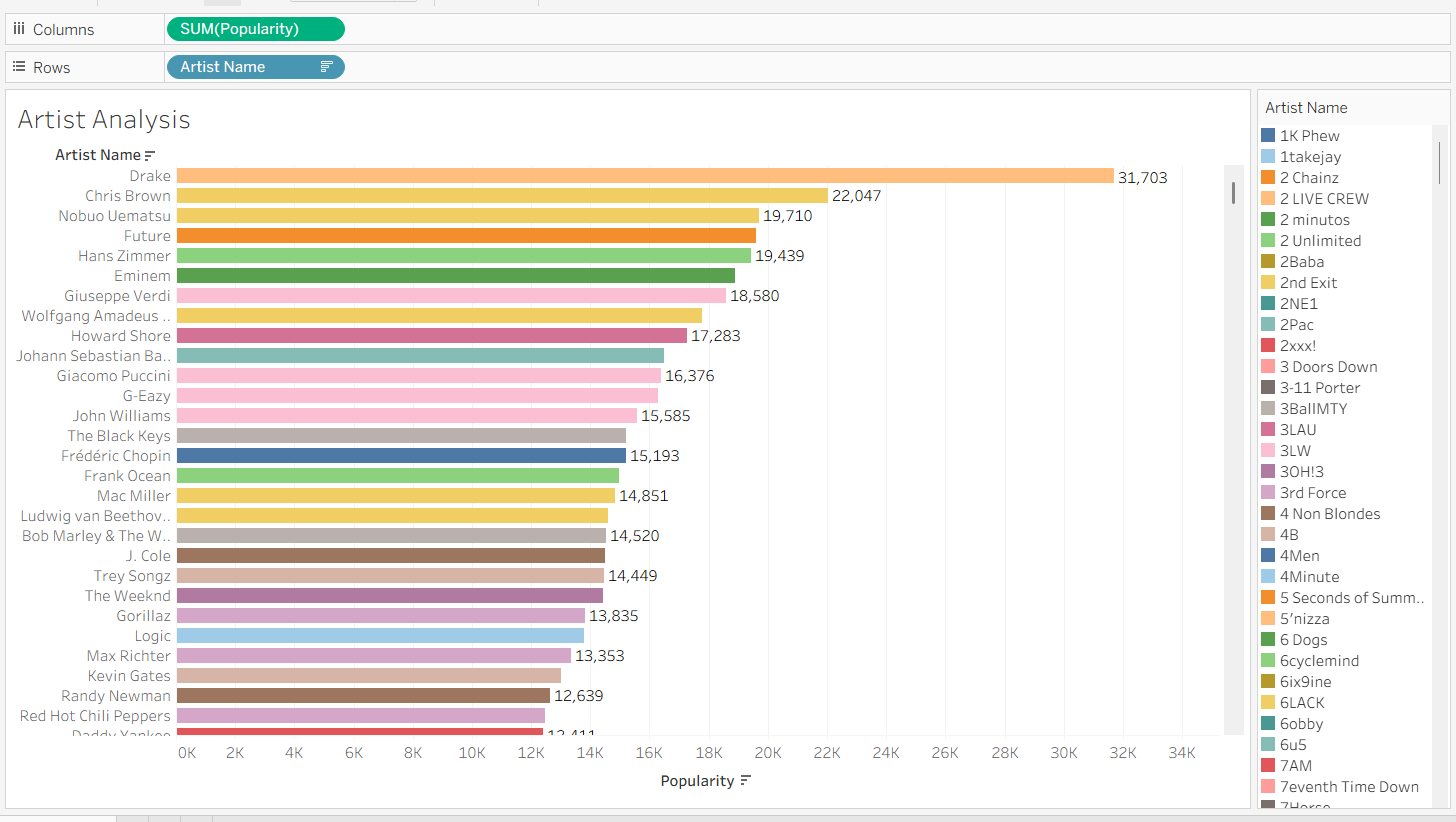 Columns
SUM(Popularity)
Rows
Artist Name
Artist Analysis
Artist Name
Drake 31,703
Chris Brown 22,047
Nobuo Uematsu 19,710
Future
Hans Zimmer 19,439
Eminem
Giuseppe Verdi 18,580
Wolfgang Amadeus ..
Howard Shore 17,283
Johann Sebastian Ba..
Giacomo Puccini 16,376
G-Eazy
John Williams 15,585
The Black Keys
Frédéric Chopin 15,193
Frank Ocean
Mac Miller 14,851
Ludwig van Beethov..
Bob Marley & The W..  14,520
J. Cole
Trey Songz 14,449
The Weeknd
Gorillaz 13,835
Logic
Max Richter 13,353
Kevin Gates
Randy Newman 12,639
Red Hot Chili Peppers
Daddy Yankee 12,411
0K 2K 4K 6K 8K 10K 12K 14K 16K 18K 20K 22K 24K 26K 28K 30K 32K 34K
Popularity
Artist Name
1K Phew
1takejay
2 Chainz
2 LIVE CREW
2 minutos
2 Unlimited
2Baba
2nd Exit
2NE1
2Pac
2xxx!
3 Doors Down
3-11 Porter
3BallMTY
3LAU
3LW
3OH!3
3rd Force
4 Non Blondes
4B
4Men
4Minute
5 Seconds of Summ..
5'nizza
6 Dogs
6cyclemind
6ix9ine
6LACK
6obby
6u5
7AM
7eventh Time Down
7Horse